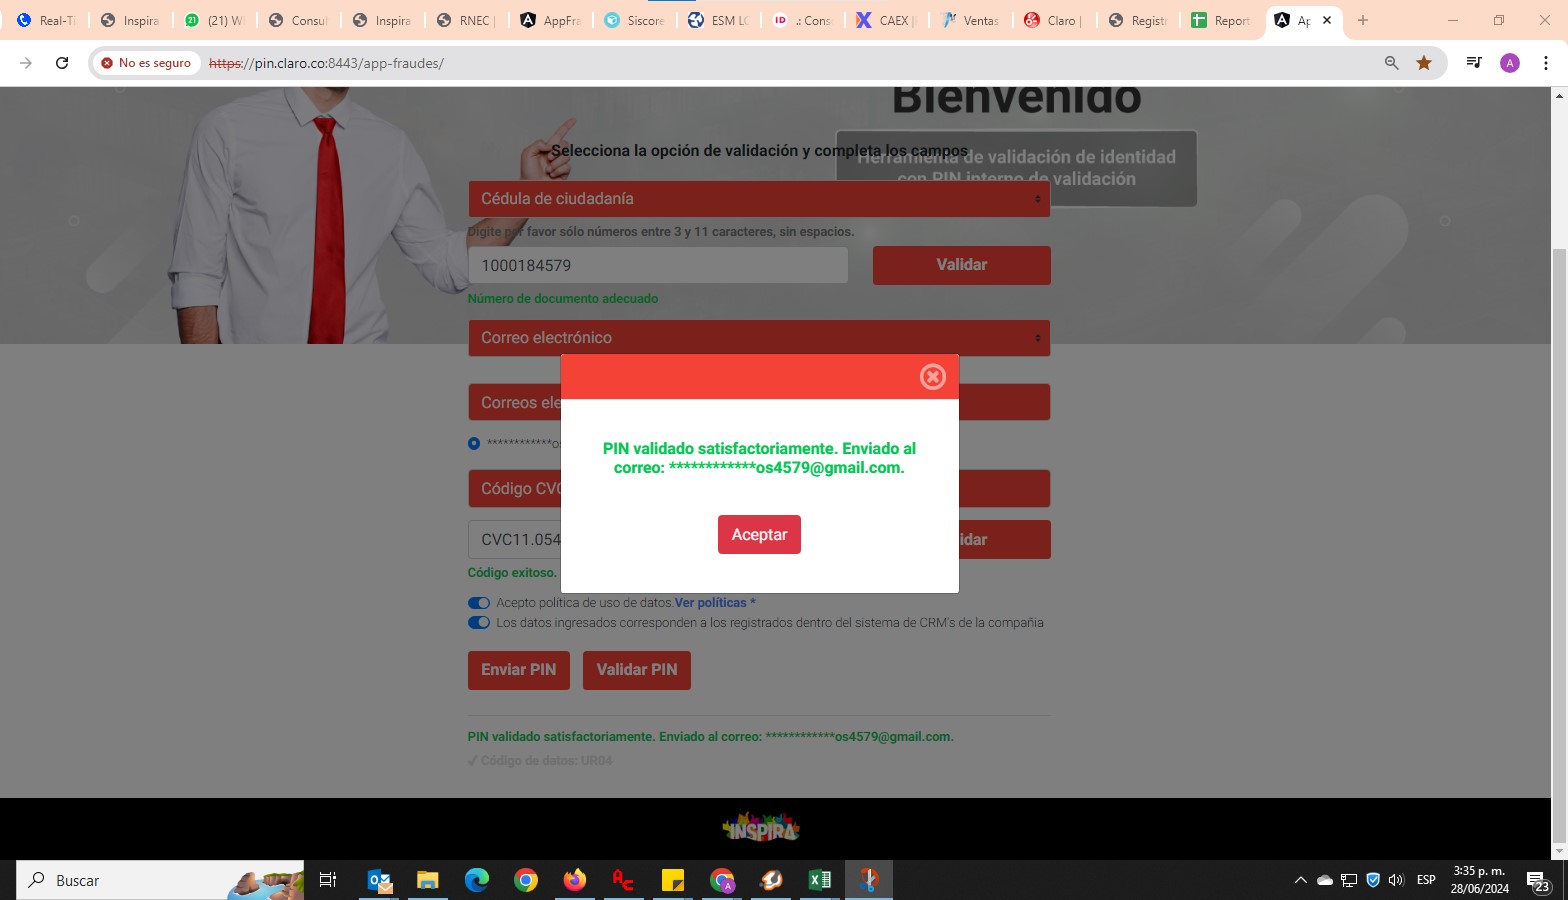 Real-Ti
Inspira
(21) W
Consul
Inspira
RNEC |
AppFra
Siscore
ESM LC
.: Cons
CAEX |
Ventas
Claro |
Registr
Report
Ap
No es seguro
https://pin.claro.co:8443/app-fraudes/
A
Bienvenido
Selecciona la opción de validación y completa los campos
Herramienta de validación de identidad
con PIN interno de validación
Cédula de ciudadanía
Digite por favor sólo números entre 3 y 11 caracteres, sin espacios.
1000184579
Validar
Número de documento adecuado
Correo electrónico
Correos ele
************os
PIN validado satisfactoriamente. Enviado al
correo: ************os4579@gmail.com.
Código CVC
Aceptar
CVC11.054
idar
Código exitoso.
Acepto política de uso de datos.Ver políticas *
Los datos ingresados corresponden a los registrados dentro del sistema de CRM's de la compañia
Enviar PIN
Validar PIN
PIN validado satisfactoriamente. Enviado al correo: ************os4579@gmail.com.
✔ Código de datos: UR04
INSPIRA
Buscar
ESP
3:35 p. m.
28/06/2024
23